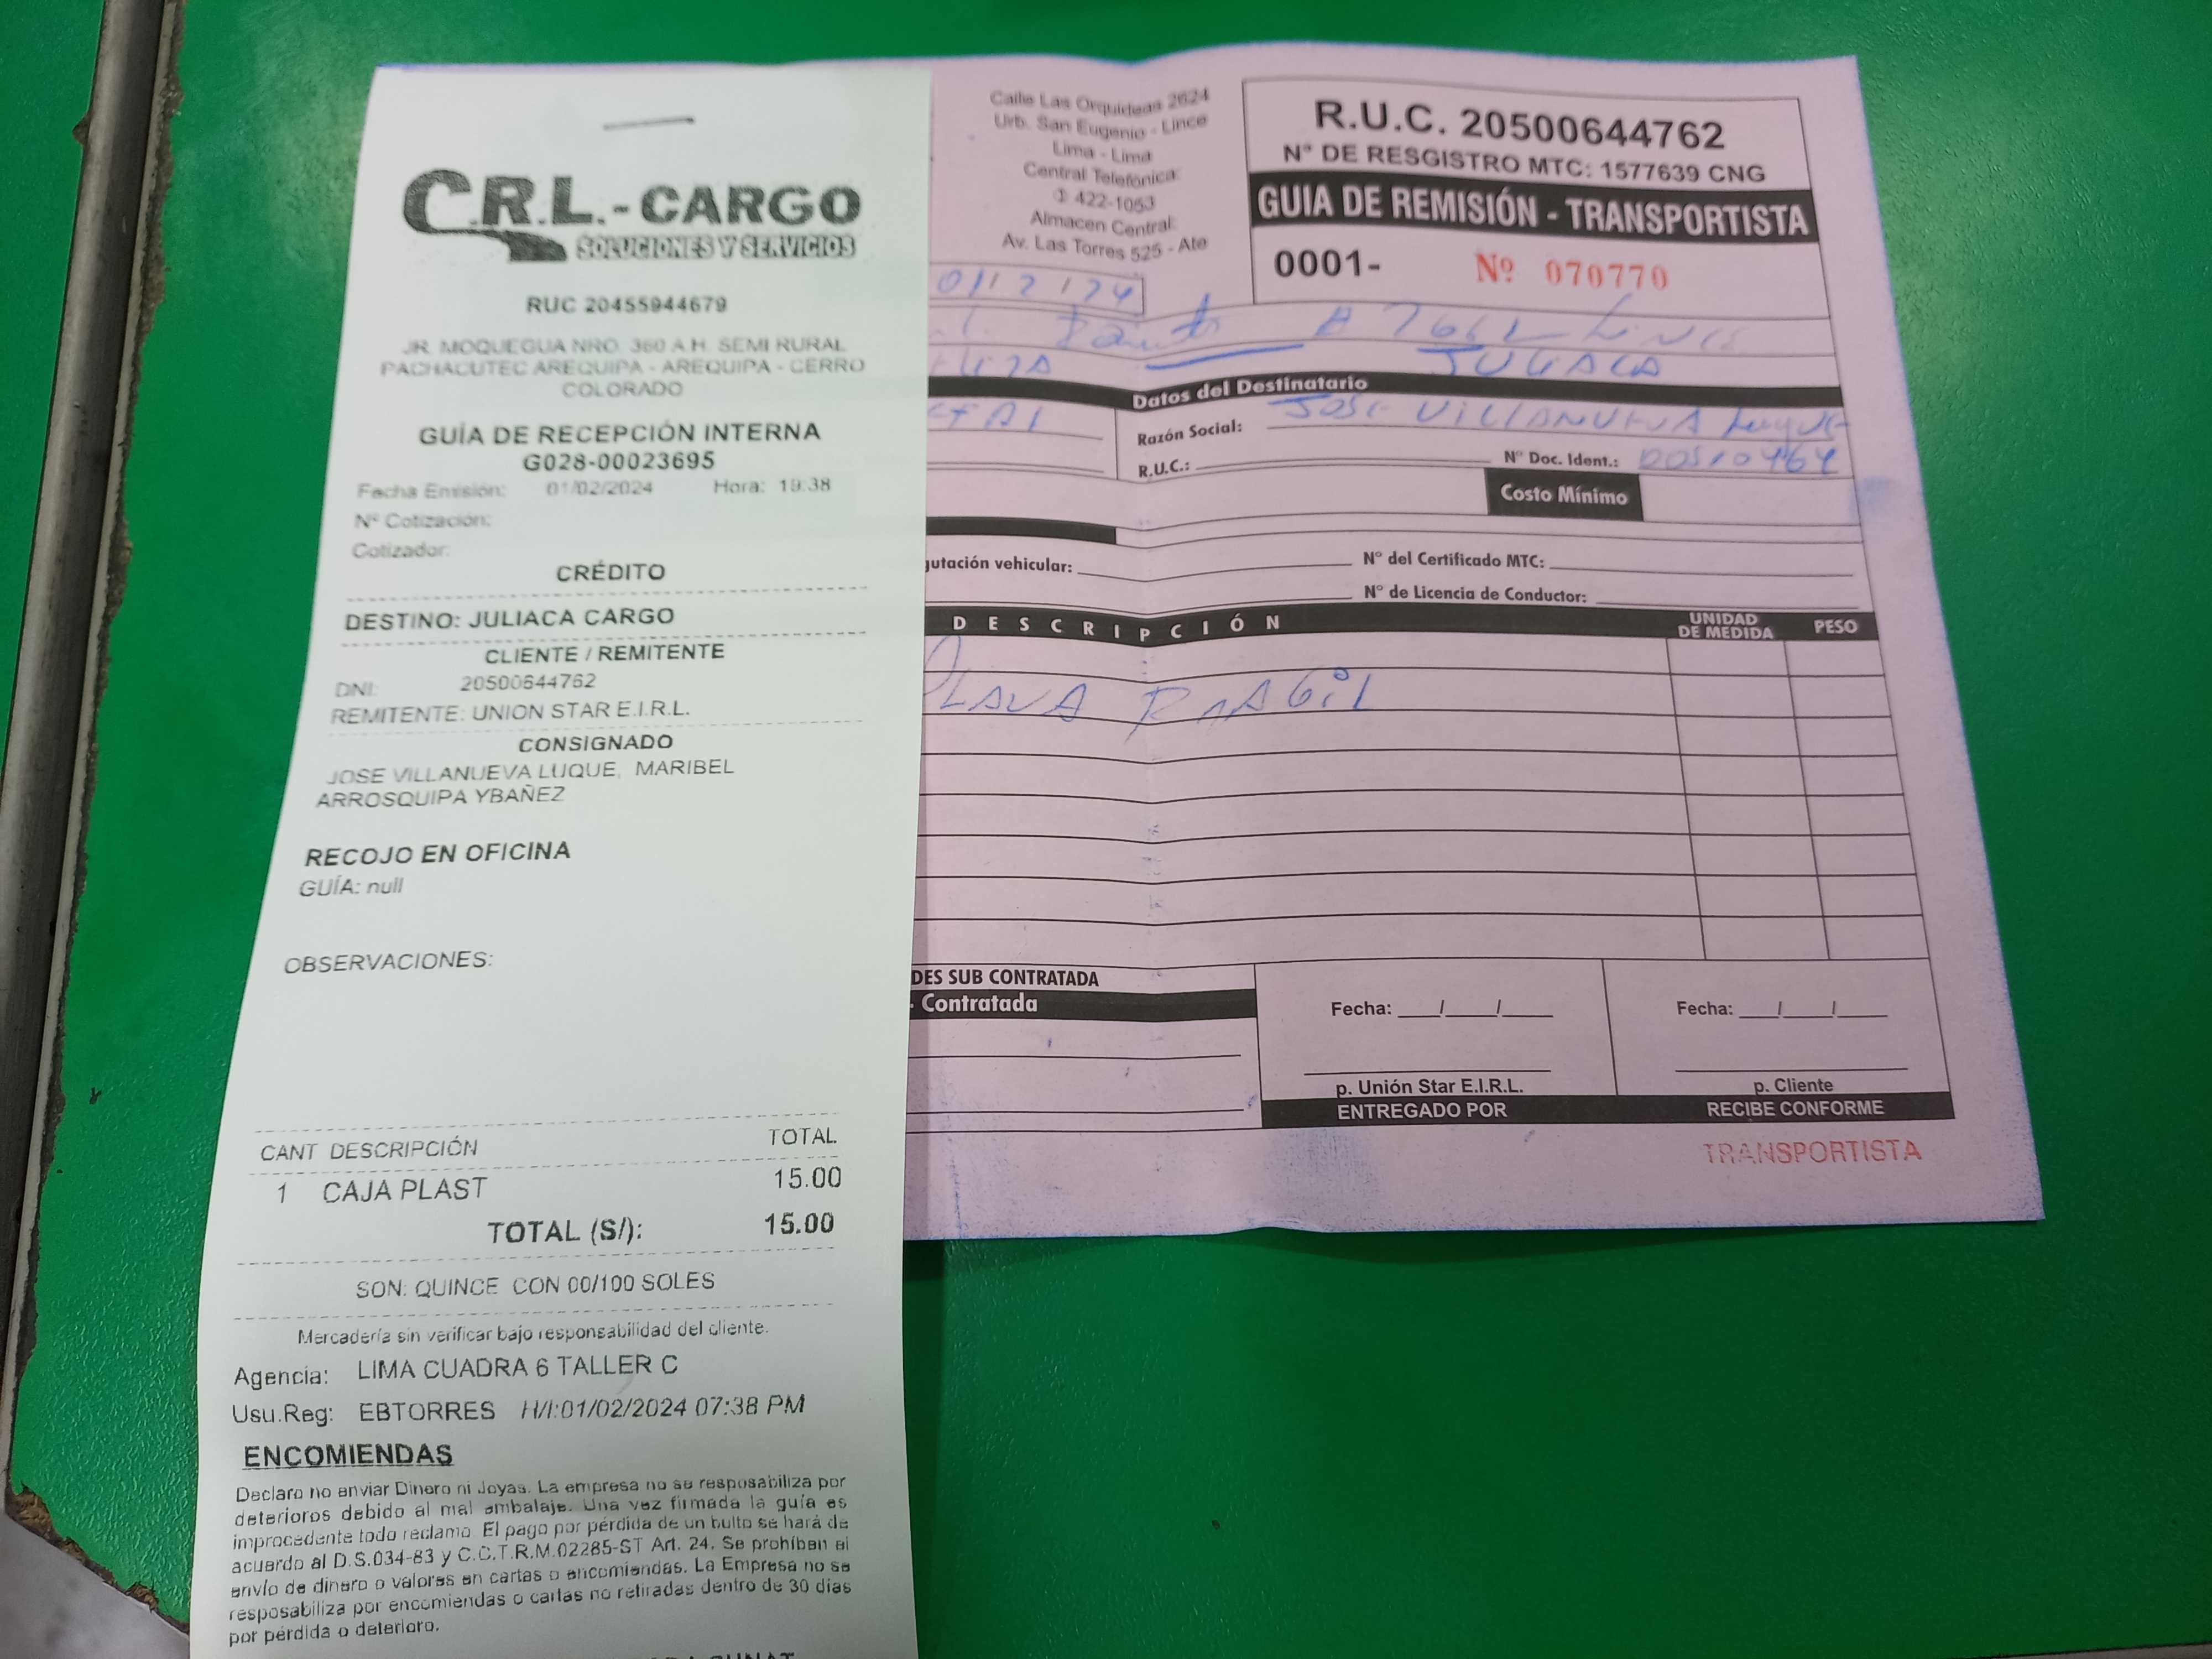 C.R.L.-CARGO
SOLUCIONES Y SERVICIOS
RUC 20455944679
JR. MOQUEGUA NRO. 360 A.H. SEMI RURAL
PACHACUTEC AREQUIPA - AREQUIPA - CERRO
COLORADO
GUÍA DE RECEPCIÓN INTERNA
G028-00023695
Fecha Emisión: 01/02/2024 Hora: 19:38
Nº Cotización:
Cotizador:
CRÉDITO
DESTINO: JULIACA CARGO
CLIENTE / REMITENTE
DNI: 20500644762
REMITENTE: UNION STAR E.I.R.L.
CONSIGNADO
JOSE VILLANUEVA LUQUE, MARIBEL
ARROSQUIPA YBAÑEZ
RECOJO EN OFICINA
GUÍA: null
OBSERVACIONES:
CANT DESCRIPCIÓN TOTAL
1 CAJA PLAST 15.00
TOTAL (S/): 15.00
SON: QUINCE CON 00/100 SOLES
Mercadería sin verificar bajo responsabilidad del cliente.
Agencia: LIMA CUADRA 6 TALLER C
Usu.Reg: EBTORRES H/I:01/02/2024 07:38 PM
ENCOMIENDAS
Declaro no enviar Dinero ni Joyas. La empresa no se resposabiliza por
deterioros debido al mal embalaje. Una vez firmada la guía es
improcedente todo reclamo. El pago por pérdida de un bulto se hará de
acuerdo al D.S.034-83 y C.C.T.R.M.02285-ST Art. 24. Se prohíban el
envío de dinero o valores en cartas o encomiendas. La Empresa no se
resposabiliza por encomiendas o cartas no retiradas dentro de 30 días
por pérdida o deterioro.
Calle Las Orquídeas 2624
Urb. San Eugenio - Lince
Lima - Lima
Central Telefónica:
✆ 422-1053
Almacen Central:
Av. Las Torres 525 - Ate
R.U.C. 20500644762
N° DE RESGISTRO MTC: 1577639 CNG
GUIA DE REMISIÓN - TRANSPORTISTA
0001- Nº 070770
JULIACA
Datos del Destinatario
Razón Social: JOSE VILLANUEVA Luque
R.U.C.: N° Doc. Ident.:
Costo Mínimo
vehicular: N° del Certificado MTC:
N° de Licencia de Conductor:
DESCRIPCIÓN UNIDAD DE MEDIDA PESO
DES SUB CONTRATADA
Contratada
Fecha: ___/___/___ Fecha: ___/___/___
p. Unión Star E.I.R.L. p. Cliente
ENTREGADO POR RECIBE CONFORME
TRANSPORTISTA